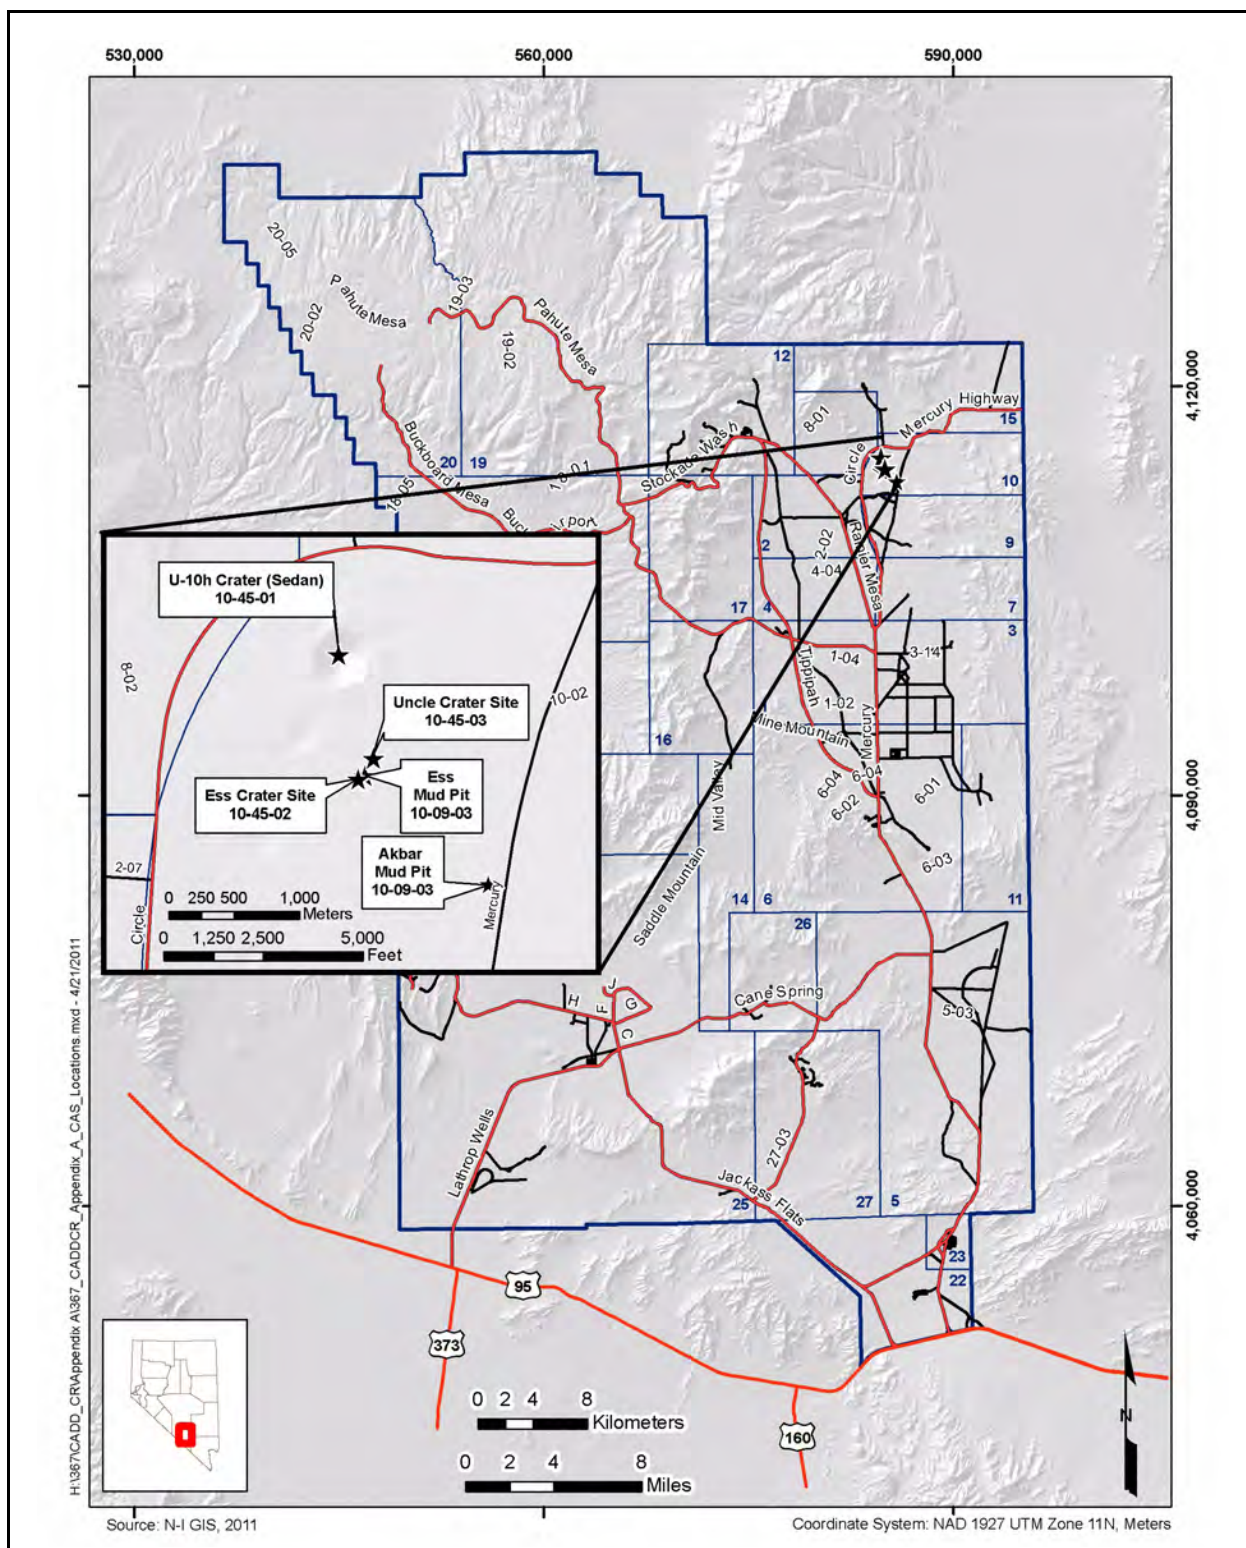 530,000
560,000
590,000
4,120,000
4,090,000
4,060,000
20-05
Pahute Mesa
20-02
19-03
19-02
Pahute Mesa
12
8-01
Mercury Highway
15
Circle
Stockade Wash
Buckboard Mesa
20
19
18-01
18-05
Airport
10
2-02
2
4-04
Rainier Mesa
9
7
17
4
3
Tippipah
1-04
3-14
1-02
Mine Mountain
Mercury
16
Mid Valley
6-04
6-04
6-02
6-01
6-03
Saddle Mountain
14
6
11
26
U-10h Crater (Sedan)
10-45-01
8-02
Uncle Crater Site
10-45-03
10-02
Ess Crater Site
10-45-02
Ess
Mud Pit
10-09-03
Akbar
Mud Pit
10-09-03
2-07
Circle
Mercury
0 250 500 1,000
Meters
0 1,250 2,500 5,000
Feet
J
H
F
G
C
Cane Spring
5-03
27-03
Lathrop Wells
Jackass Flats
25
27
5
23
22
95
373
160
0 2 4 8
Kilometers
0 2 4 8
Miles
N
H:\367\CADD_CR\Appendix A\367_CADDCR_Appendix_A_CAS_Locations.mxd - 4/21/2011
Source: N-I GIS, 2011
Coordinate System: NAD 1927 UTM Zone 11N, Meters